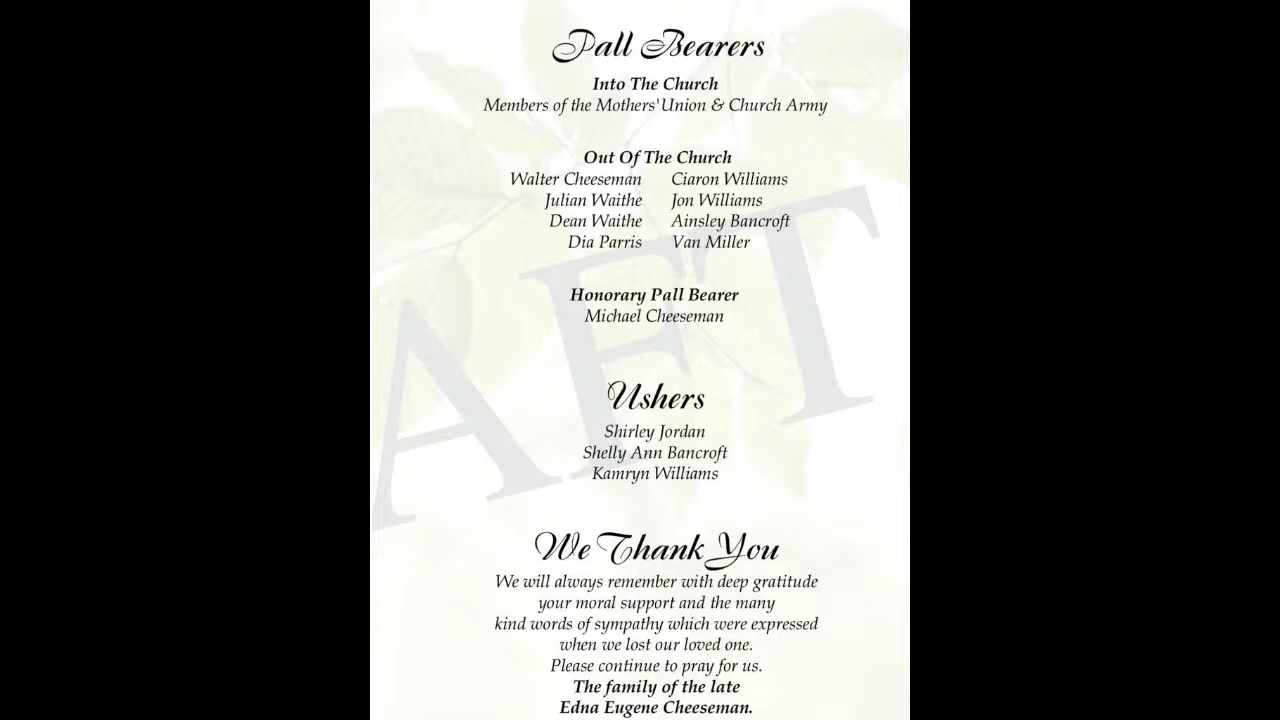 Pall Bearers
Into The Church
Members of the Mothers'Union & Church Army
Out Of The Church
Walter Cheeseman Ciaron Williams
Julian Waithe Jon Williams
Dean Waithe Ainsley Bancroft
Dia Parris Van Miller
Honorary Pall Bearer
Michael Cheeseman
Ushers
Shirley Jordan
Shelly Ann Bancroft
Kamryn Williams
We Thank You
We will always remember with deep gratitude
your moral support and the many
kind words of sympathy which were expressed
when we lost our loved one.
Please continue to pray for us.
The family of the late
Edna Eugene Cheeseman.
AFT